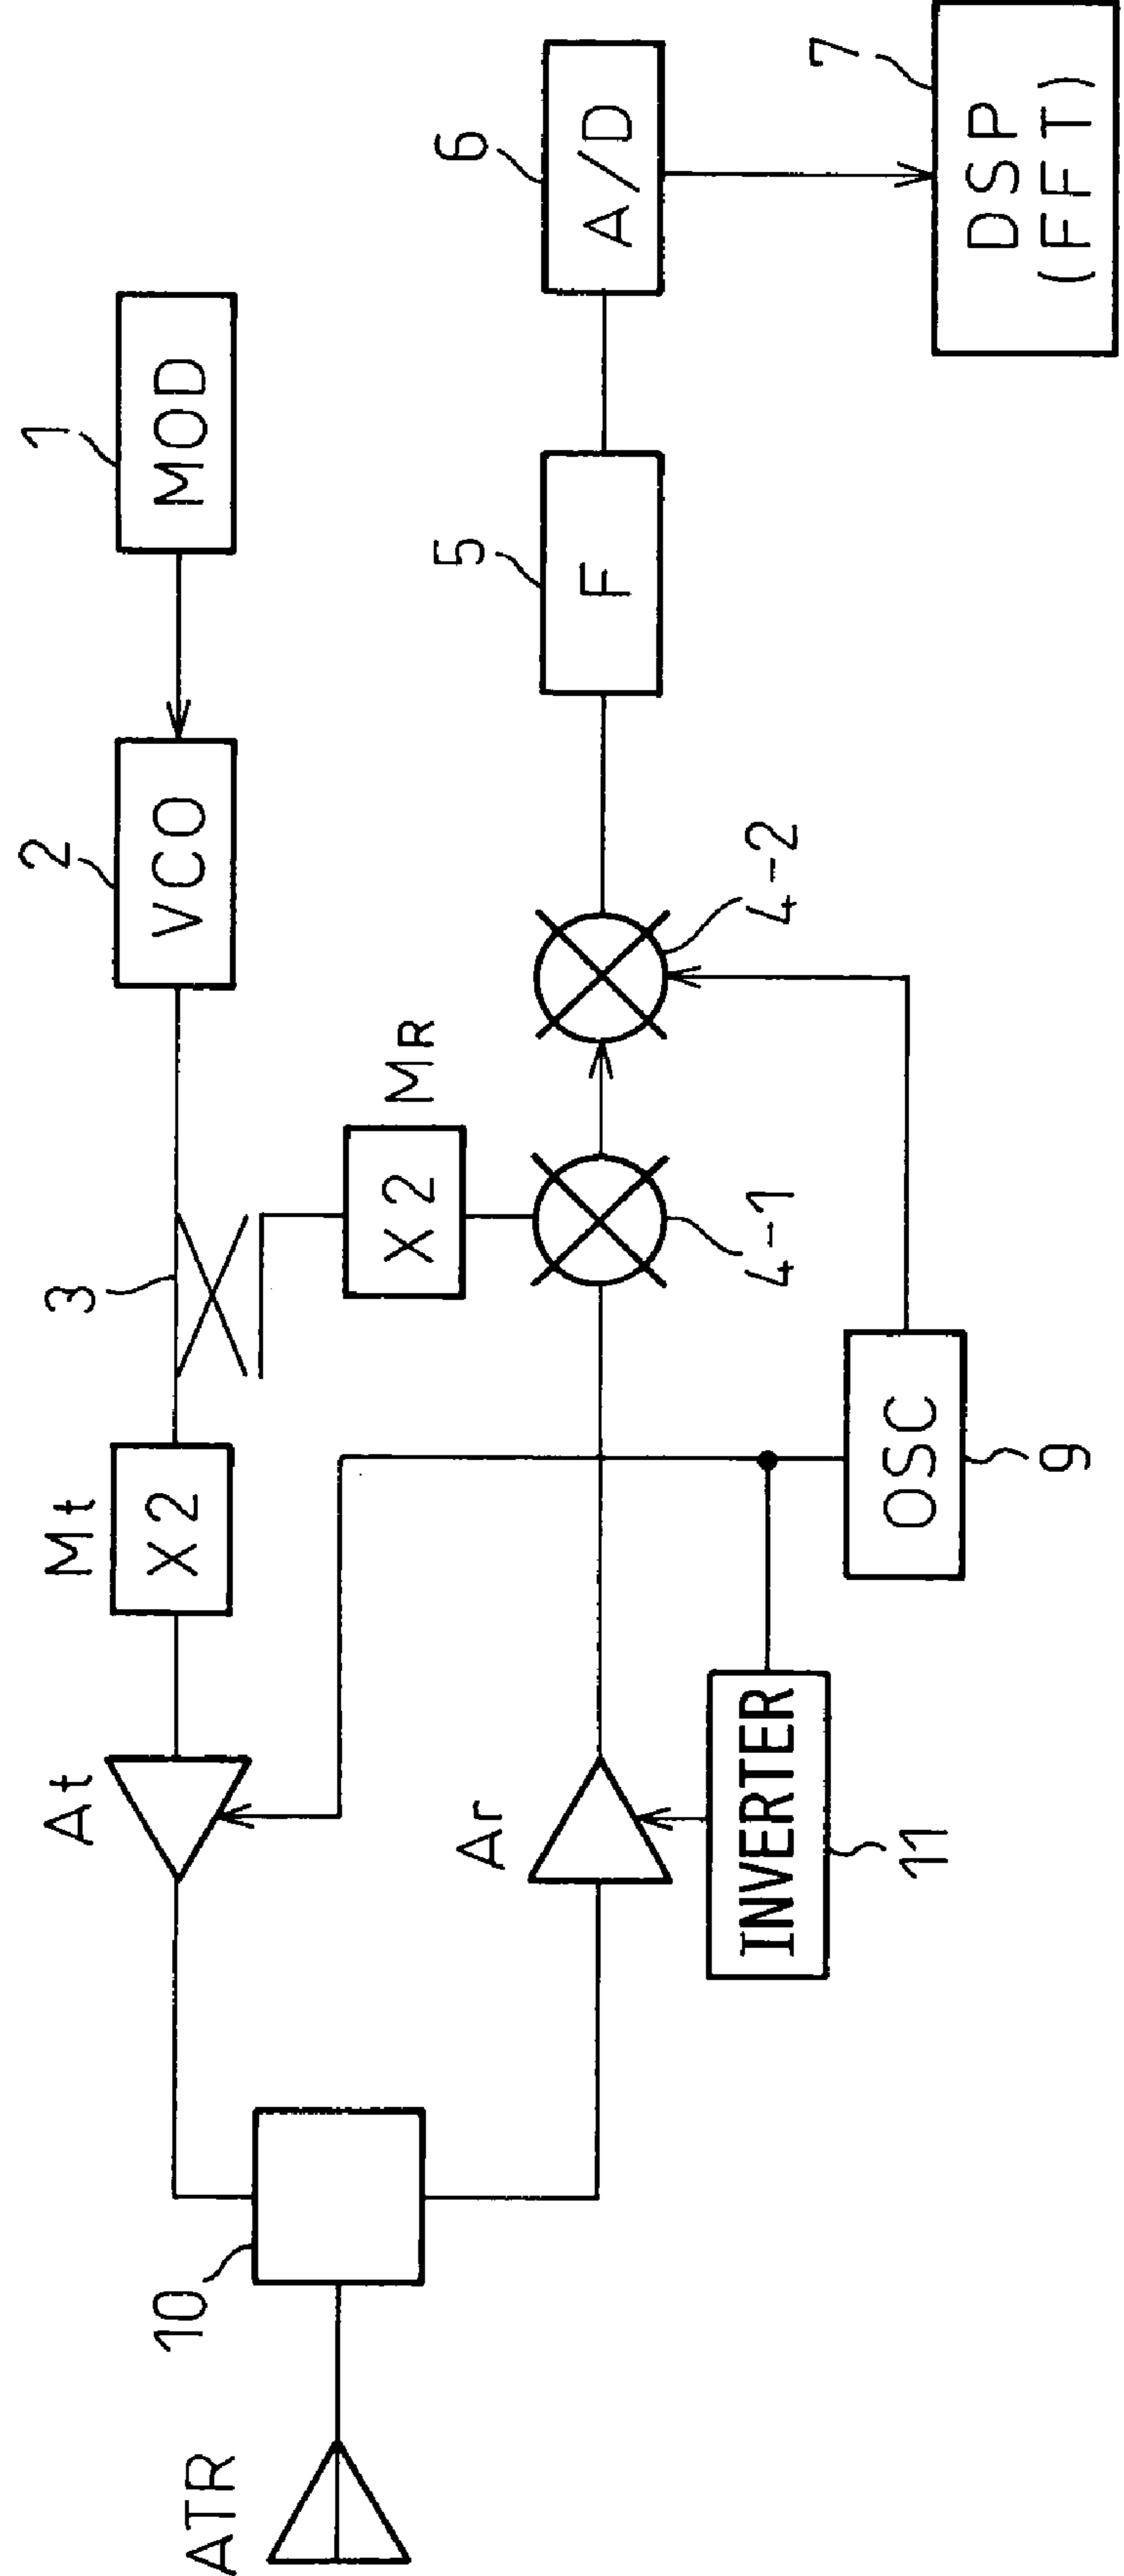 ATR
10
At
Mt
X2
3
2
VCO
1
MOD
Ar
MR
X2
4-1
4-2
5
F
6
A/D
7
DSP
(FFT)
INVERTER
11
OSC
9